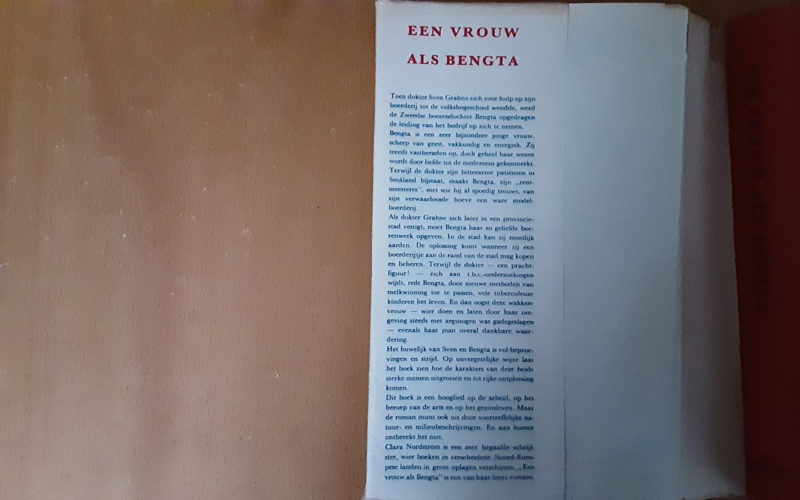 EEN VROUW
ALS BENGTA
Toen dokter Sven Grahne zich voor hulp op zijn
boerderij tot de volkshogeschool wendde, werd
de Zweedse boerendochter Bengta opgedragen
de leiding van het bedrijf op zich te nemen.
Bengta is een zeer bijzondere jonge vrouw,
scherp van geest, vakkundig en energiek. Zij
treedt vastberaden op, doch geheel haar wezen
wordt door liefde tot de medemens gekenmerkt.
Terwijl de dokter zijn bitterarme patiënten in
Småland bijstaat, maakt Bengta, zijn „rent-
meesteres", met wie hij al spoedig trouwt, van
zijn verwaarloosde hoeve een ware model-
boerderij.
Als dokter Grahne zich later in een provincie-
stad vestigt, moet Bengta haar zo geliefde boe-
renwerk opgeven. In de stad kan zij moeilijk
aarden. De oplossing komt wanneer zij een
boerderijtje aan de rand van de stad mag kopen
en beheren. Terwijl de dokter — een pracht-
figuur! — zich aan t.b.c.-onderzoekingen
wijdt, redt Bengta, door nieuwe methoden van
melkwinning toe te passen, vele tuberculeuze
kinderen het leven. En dan oogst deze wakkere
vrouw — wier doen en laten door haar om-
geving steeds met argusogen was gadegeslagen
— evenals haar man overal dankbare waar-
dering.
Het huwelijk van Sven en Bengta is vol beproe-
vingen en strijd. Op onvergetelijke wijze laat
het boek zien hoe de karakters van deze beide
sterke mensen uitgroeien en tot rijke ontplooiing
komen.
Dit boek is een hooglied op de arbeid, op het
beroep van de arts en op het gezinsleven. Maar
de roman munt ook uit door voortreffelijke na-
tuur- en milieubeschrijvingen. En aan humor
ontbreekt het niet.
Clara Nordström is een zeer begaafde schrijf-
ster, wier boeken in verscheidene Noord-Euro-
pese landen in grote oplagen verschijnen. „Een
vrouw als Bengta" is een van haar beste romans.